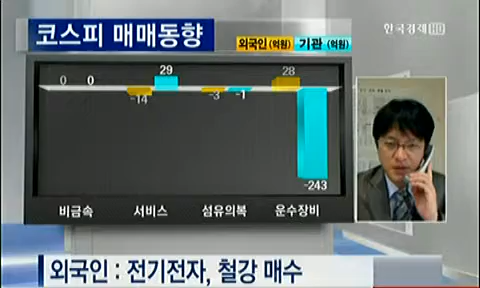 코스피 매매동향
한국경제 HD
외국인(억원) 기관(억원)
0 0 29 28
-14 -3 -1
-243
비금속 서비스 섬유의복 운수장비
외국인 : 전기전자, 철강 매수